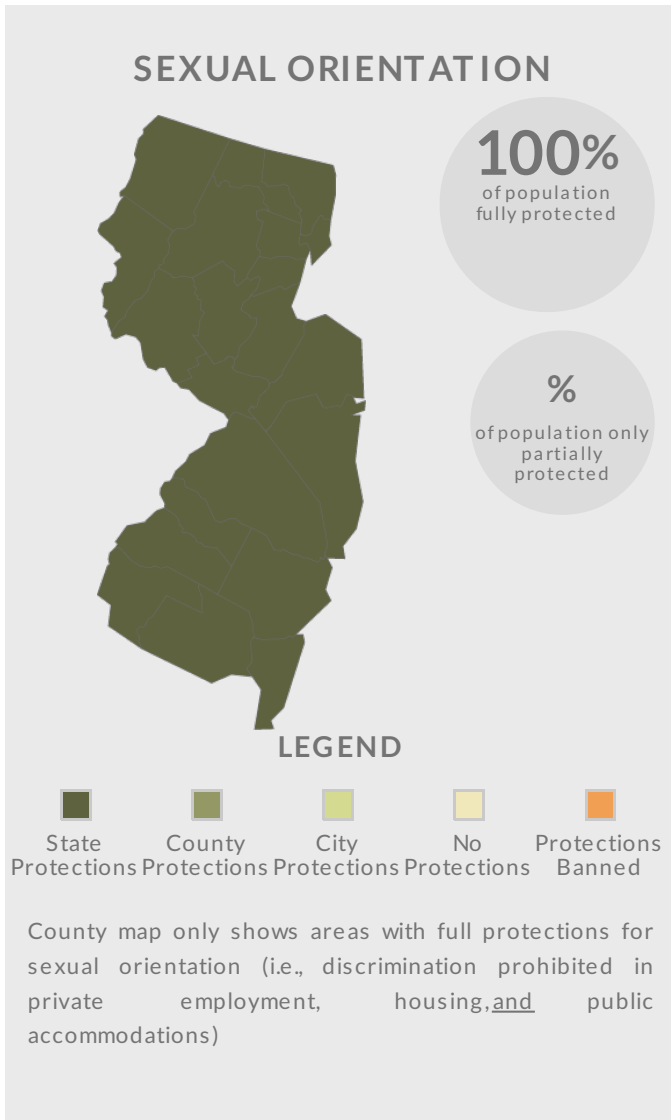 SEXUAL ORIENTATION
100%
of population
fully protected
%
of population only
partially
protected
LEGEND
State
Protections
County
Protections
City
Protections
No
Protections
Protections
Banned
County map only shows areas with full protections for
sexual orientation (i.e., discrimination prohibited in
private employment, housing,and public
accommodations)